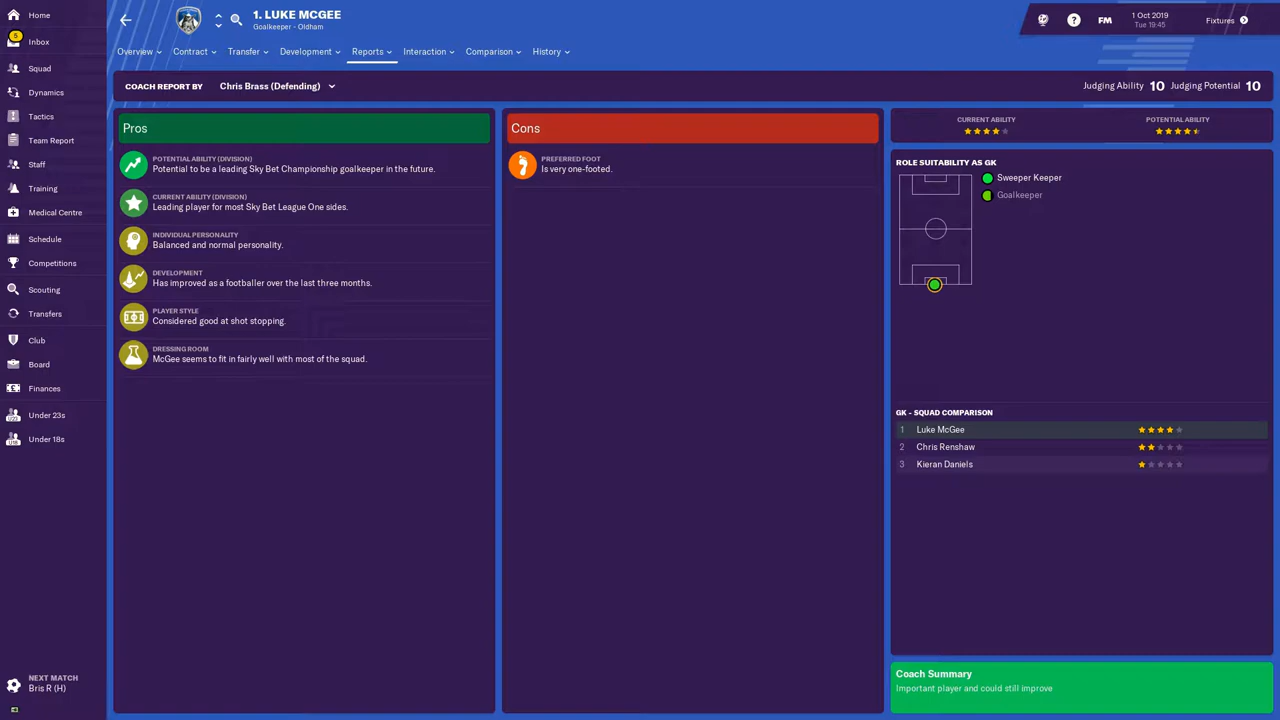 Home
5
Inbox
Squad
Dynamics
Tactics
Team Report
Staff
Training
Medical Centre
Schedule
Competitions
Scouting
Transfers
Club
Board
Finances
Under 23s
Under 18s
NEXT MATCH
Bris R (H)
1. LUKE MCGEE
Goalkeeper - Oldham
FM
1 Oct 2019
Tue 19:45
Fixtures
Overview
Contract
Transfer
Development
Reports
Interaction
Comparison
History
COACH REPORT BY Chris Brass (Defending)
Judging Ability 10 Judging Potential 10
Pros
POTENTIAL ABILITY (DIVISION)
Potential to be a leading Sky Bet Championship goalkeeper in the future.
CURRENT ABILITY (DIVISION)
Leading player for most Sky Bet League One sides.
INDIVIDUAL PERSONALITY
Balanced and normal personality.
DEVELOPMENT
Has improved as a footballer over the last three months.
PLAYER STYLE
Considered good at shot stopping.
DRESSING ROOM
McGee seems to fit in fairly well with most of the squad.
Cons
PREFERRED FOOT
Is very one-footed.
CURRENT ABILITY
POTENTIAL ABILITY
ROLE SUITABILITY AS GK
Sweeper Keeper
Goalkeeper
GK - SQUAD COMPARISON
1 Luke McGee
2 Chris Renshaw
3 Kieran Daniels
Coach Summary
Important player and could still improve